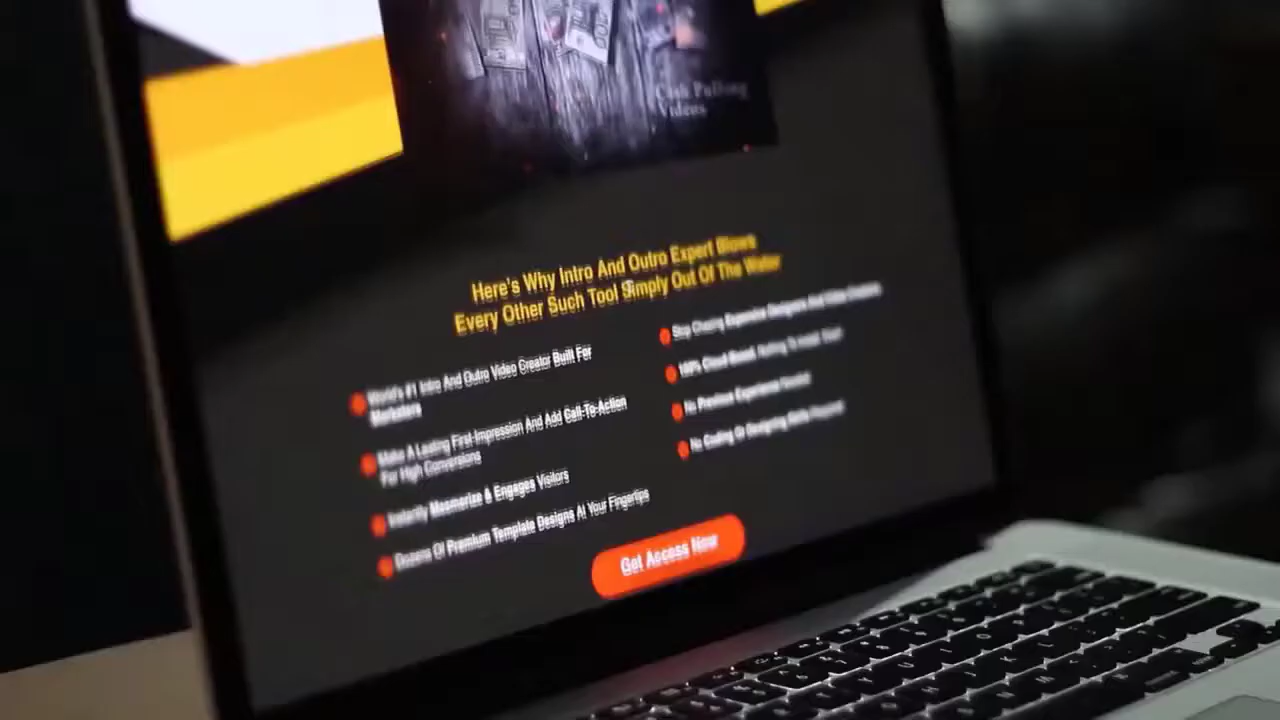 Cash Pulling
Videos
Here's Why Intro And Outro Expert Blows
Every Other Such Tool Simply Out Of The Water
World's #1 Intro And Outro Video Creator Built For
Marketers
Make A Lasting First Impression And Add Call-To-Action
For High Conversions
Instantly Mesmerize & Engages Visitors
Dozens Of Premium Template Designs At Your Fingertips
Stop Chasing Expensive Designers And Video Creators
100% Cloud Based. Nothing To Install. Ever!
No Previous Experience Needed
No Coding Or Designing Skills Required
Get Access Now